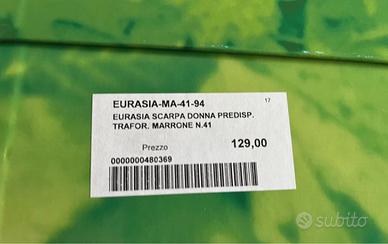 EURASIA-MA-41-94
17
EURASIA SCARPA DONNA PREDISP.
TRAFOR. MARRONE N.41
Prezzo 129,00
0000000480369
subito